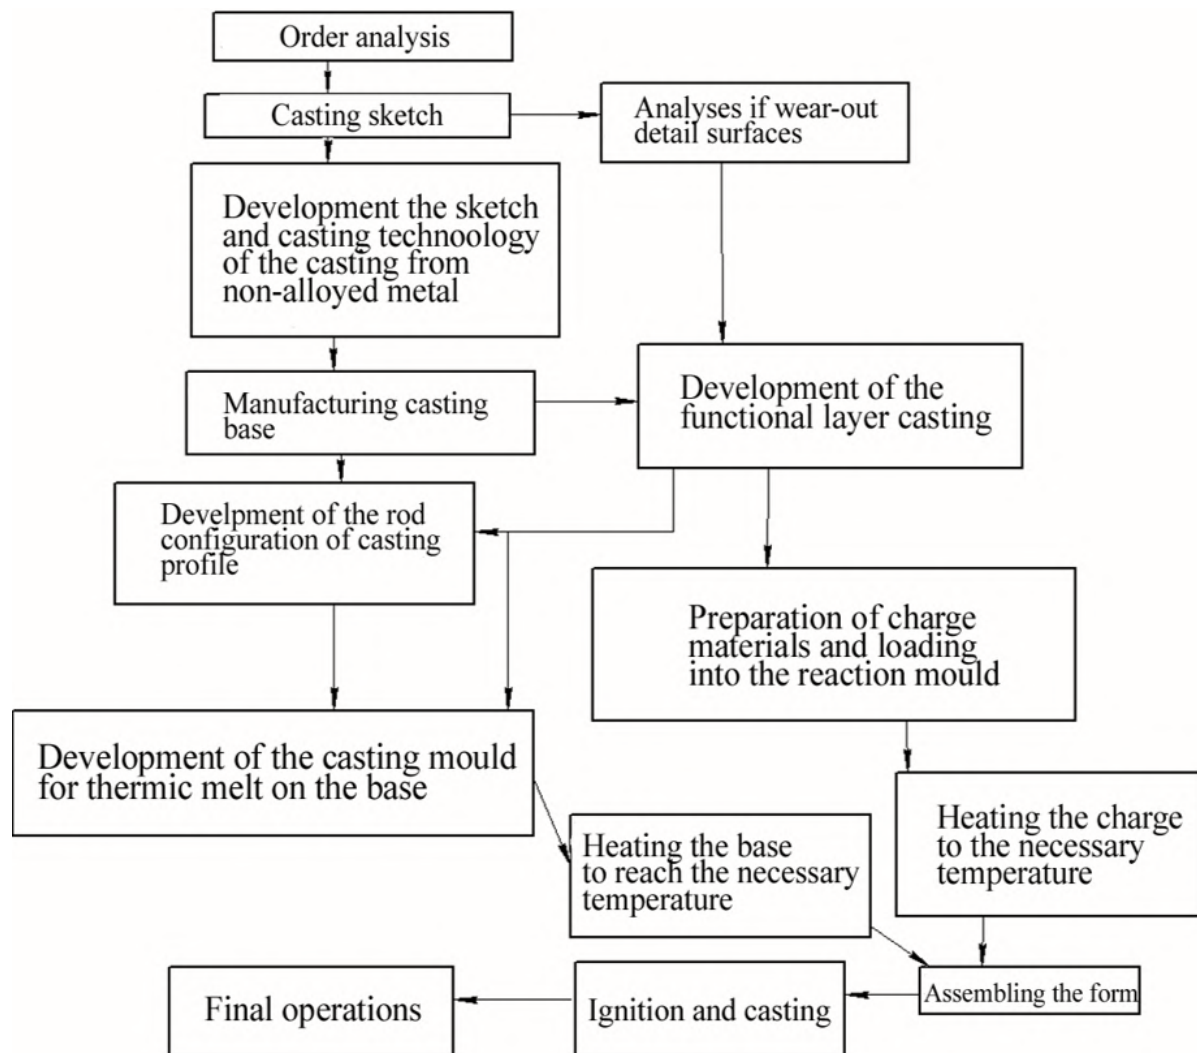 Order analysis
Casting sketch
Analyses if wear-out
detail surfaces
Development the sketch
and casting technoology
of the casting from
non-alloyed metal
Manufacturing casting
base
Development of the
functional layer casting
Develpment of the rod
configuration of casting
profile
Preparation of charge
materials and loading
into the reaction mould
Development of the casting mould
for thermic melt on the base
Heating the base
to reach the necessary
temperature
Heating the charge
to the necessary
temperature
Assembling the form
Ignition and casting
Final operations